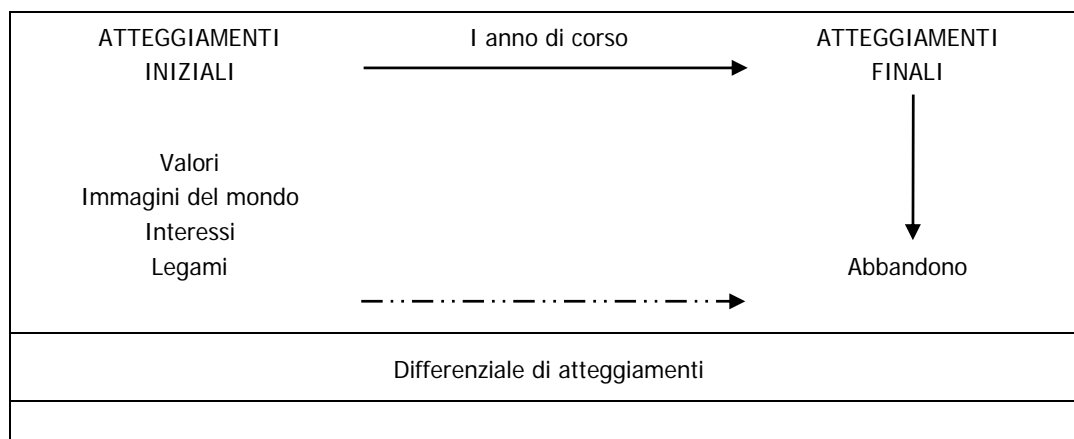 ATTEGGIAMENTI
INIZIALI
I anno di corso
ATTEGGIAMENTI
FINALI
Valori
Immagini del mondo
Interessi
Legami
Abbandono
Differenziale di atteggiamenti